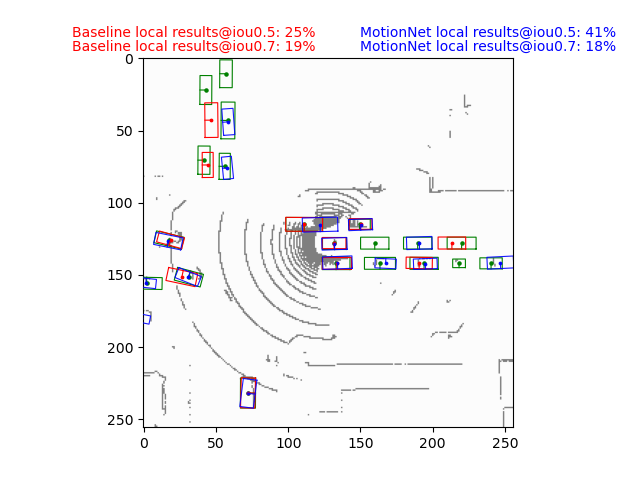 Baseline local results@iou0.5: 25%
Baseline local results@iou0.7: 19%
MotionNet local results@iou0.5: 41%
MotionNet local results@iou0.7: 18%
0
50
100
150
200
250
0 50 100 150 200 250